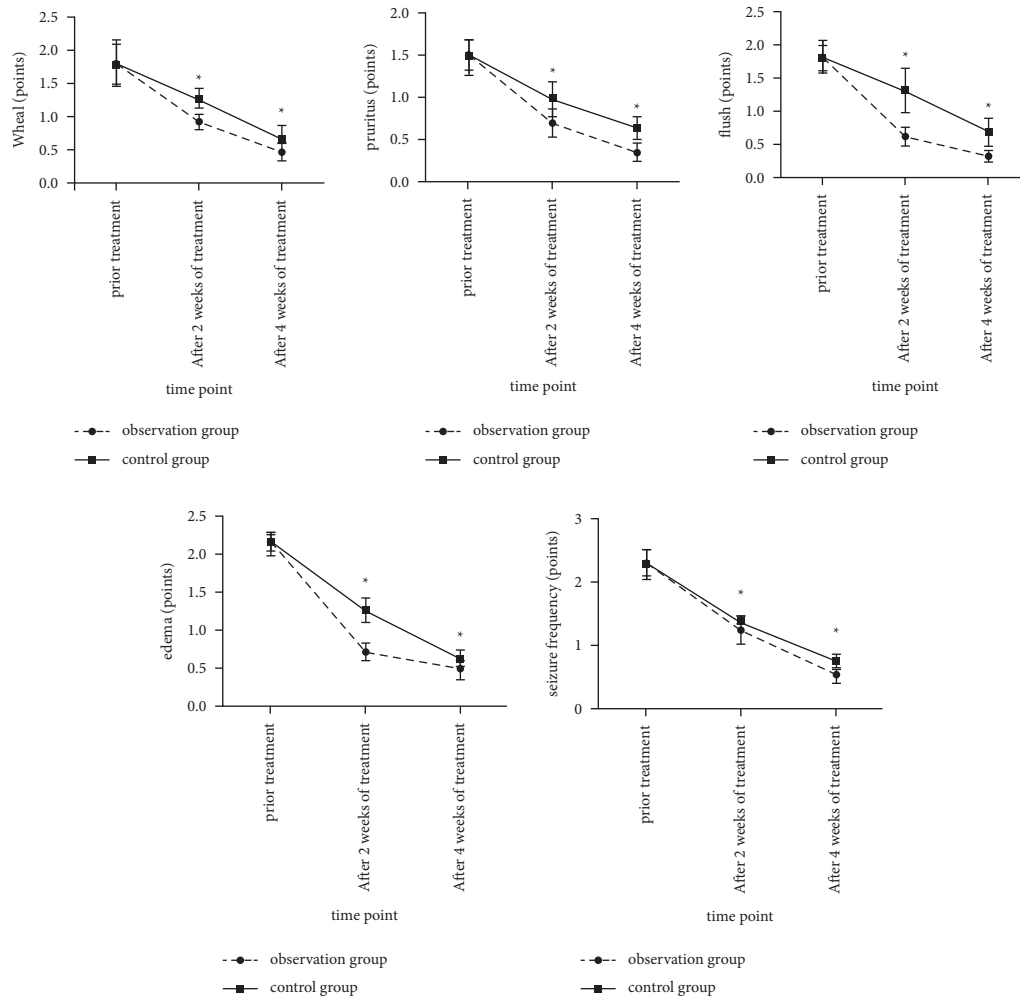 Wheal (points)
2.5
2.0
1.5
1.0
0.5
0.0
*
*
prior treatment
After 2 weeks of treatment
After 4 weeks of treatment
time point
observation group
control group
pruritus (points)
2.0
1.5
1.0
0.5
0.0
*
*
prior treatment
After 2 weeks of treatment
After 4 weeks of treatment
time point
observation group
control group
flush (points)
2.5
2.0
1.5
1.0
0.5
0.0
*
*
prior treatment
After 2 weeks of treatment
After 4 weeks of treatment
time point
observation group
control group
edema (points)
2.5
2.0
1.5
1.0
0.5
0.0
*
*
prior treatment
After 2 weeks of treatment
After 4 weeks of treatment
time point
observation group
control group
seizure frequency (points)
3
2
1
0
*
*
prior treatment
After 2 weeks of treatment
After 4 weeks of treatment
time point
observation group
control group